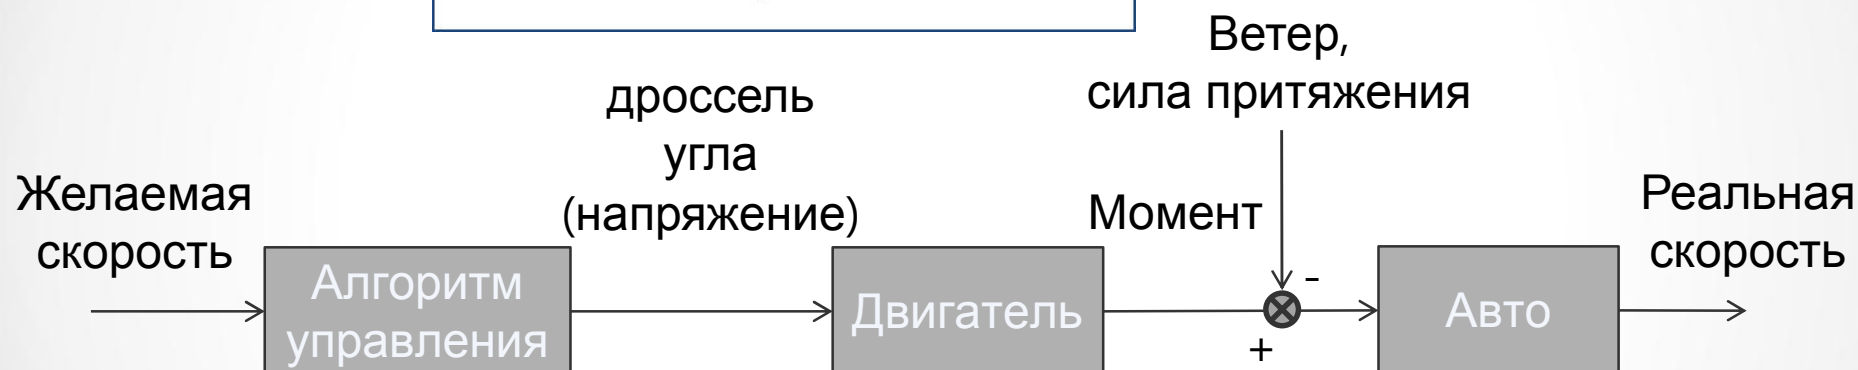 Ветер,
сила притяжения
дроссель
угла
(напряжение)
Желаемая
скорость
Момент
Реальная
скорость
Алгоритм
управления
Двигатель
-
+
Авто